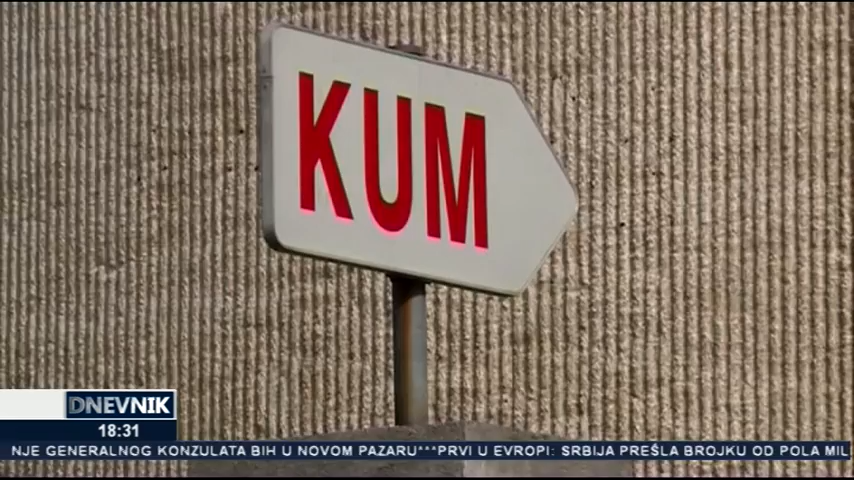 KUM
DNEVNIK
18:31
NJE GENERALNOG KONZULATA BIH U NOVOM PAZARU***PRVI U EVROPI: SRBIJA PREŠLA BROJKU OD POLA MIL